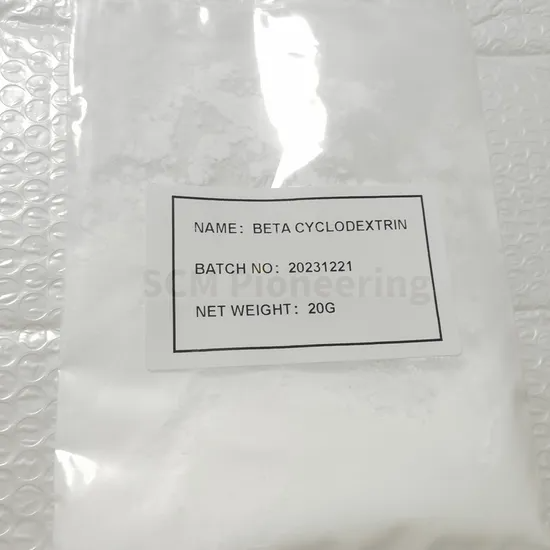 NAME: BETA CYCLODEXTRIN
BATCH NO: 20231221
SCM Pioneering
NET WEIGHT: 20G